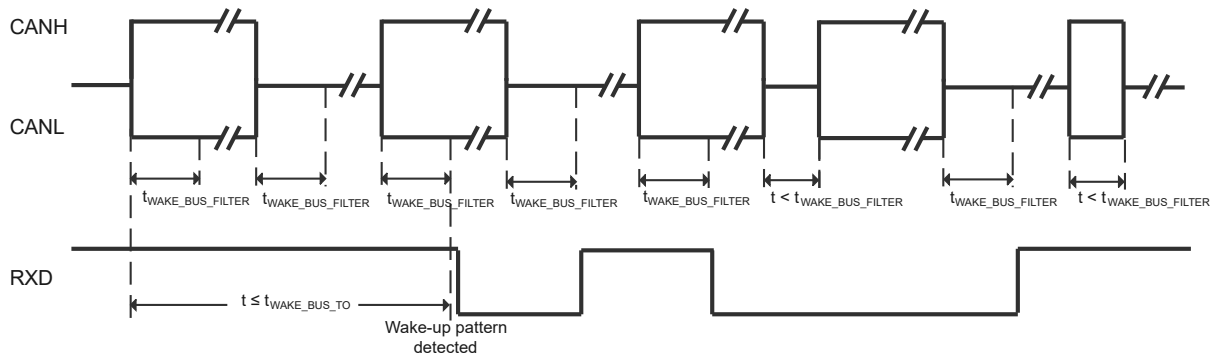 CANH
CANL
tWAKE_BUS_FILTER
tWAKE_BUS_FILTER
tWAKE_BUS_FILTER
tWAKE_BUS_FILTER
tWAKE_BUS_FILTER
t < tWAKE_BUS_FILTER
tWAKE_BUS_FILTER
t < tWAKE_BUS_FILTER
RXD
t ≤ tWAKE_BUS_TO
Wake-up pattern
detected